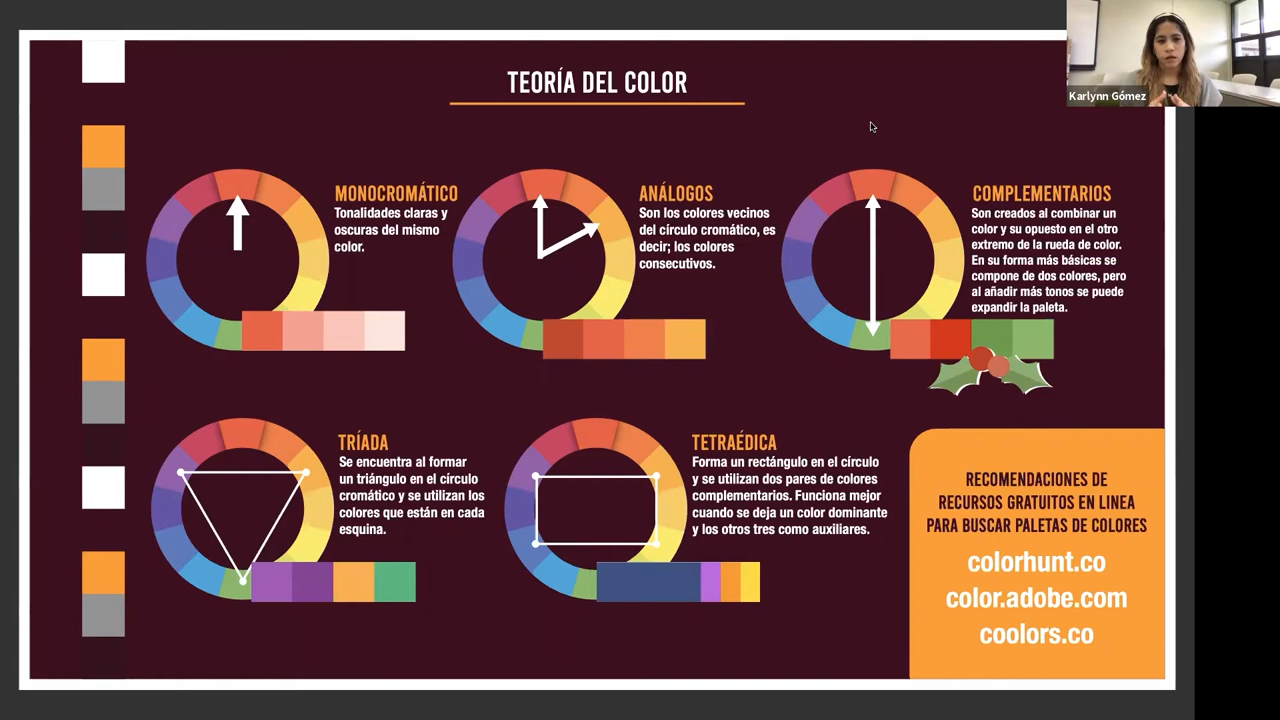 Karlynn Gómez
TEORÍA DEL COLOR
MONOCROMÁTICO
Tonalidades claras y
oscuras del mismo
color.
ANÁLOGOS
Son los colores vecinos
del círculo cromático, es
decir; los colores
consecutivos.
COMPLEMENTARIOS
Son creados al combinar un
color y su opuesto en el otro
extremo de la rueda de color.
En su forma más básicas se
compone de dos colores, pero
al añadir más tonos se puede
expandir la paleta.
TRÍADA
Se encuentra al formar
un triángulo en el círculo
cromático y se utilizan los
colores que están en cada
esquina.
TETRAÉDICA
Forma un rectángulo en el círculo
y se utilizan dos pares de colores
complementarios. Funciona mejor
cuando se deja un color dominante
y los otros tres como auxiliares.
RECOMENDACIONES DE
RECURSOS GRATUITOS EN LINEA
PARA BUSCAR PALETAS DE COLORES
colorhunt.co
color.adobe.com
coolors.co